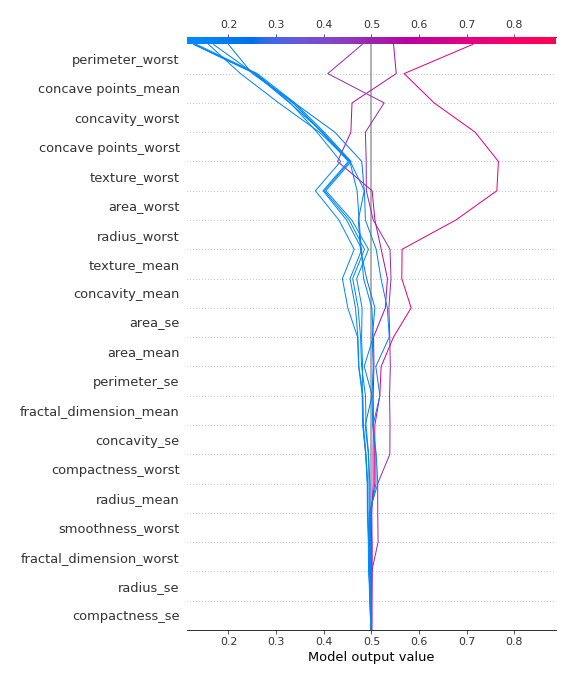 0.2 0.3 0.4 0.5 0.6 0.7 0.8
perimeter_worst
concave points_mean
concavity_worst
concave points_worst
texture_worst
area_worst
radius_worst
texture_mean
concavity_mean
area_se
area_mean
perimeter_se
fractal_dimension_mean
concavity_se
compactness_worst
radius_mean
smoothness_worst
fractal_dimension_worst
radius_se
compactness_se
0.2 0.3 0.4 0.5 0.6 0.7 0.8
Model output value